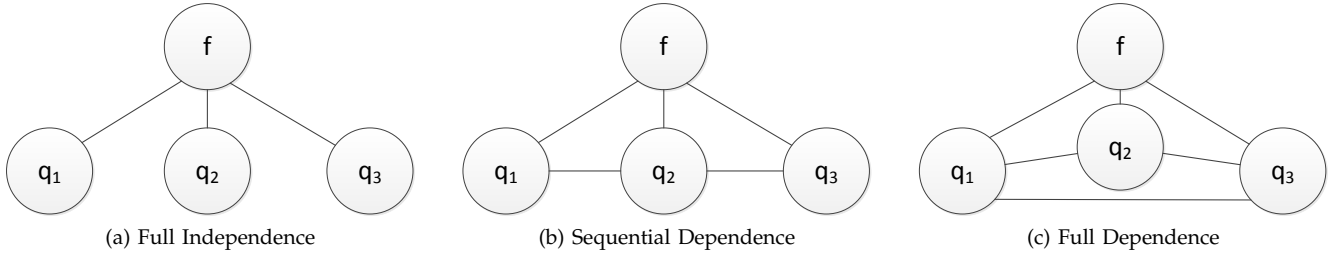 f
q₁
q₂
q₃
(a) Full Independence
f
q₁
q₂
q₃
(b) Sequential Dependence
f
q₁
q₂
q₃
(c) Full Dependence